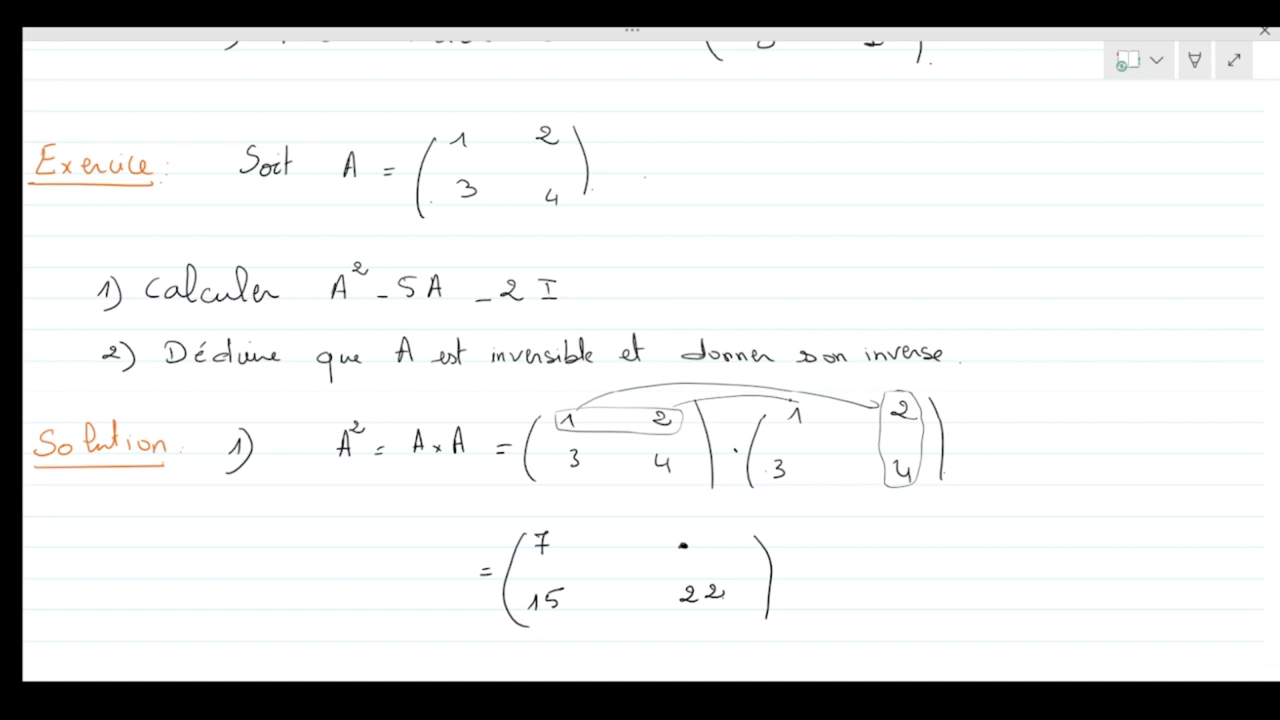 Exercice : Soit A = ( 1 2
3 4 )
1) Calculer A² - 5A - 2 I
2) Déduire que A est inversible et donner son inverse.
Solution : 1) A² = A x A = ( 1 2
3 4 ) . ( 1 2
3 4 )
= ( 7 .
15 22 )